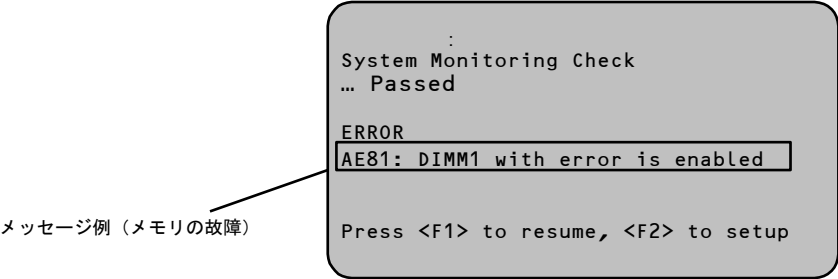 :
System Monitoring Check
… Passed
ERROR
AE81: DIMM1 with error is enabled
メッセージ例（メモリの故障）
Press <F1> to resume, <F2> to setup